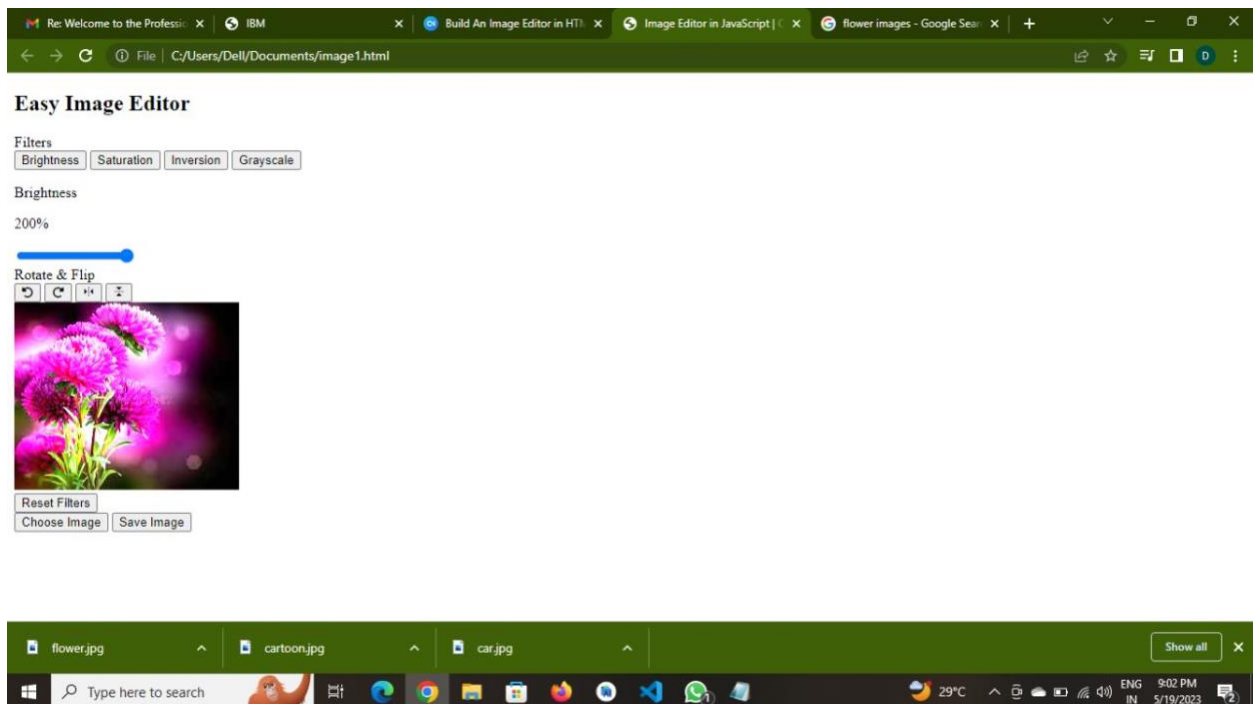 Re: Welcome to the Professio
IBM
Build An Image Editor in HTM
Image Editor in JavaScript | C
flower images - Google Sear
File | C:/Users/Dell/Documents/image1.html
D
Easy Image Editor
Filters
Brightness Saturation Inversion Grayscale
Brightness
200%
Rotate & Flip
Reset Filters
Choose Image Save Image
flower.jpg cartoon.jpg car.jpg Show all
Type here to search 29°C ENG 9:02 PM
IN 5/19/2023 2